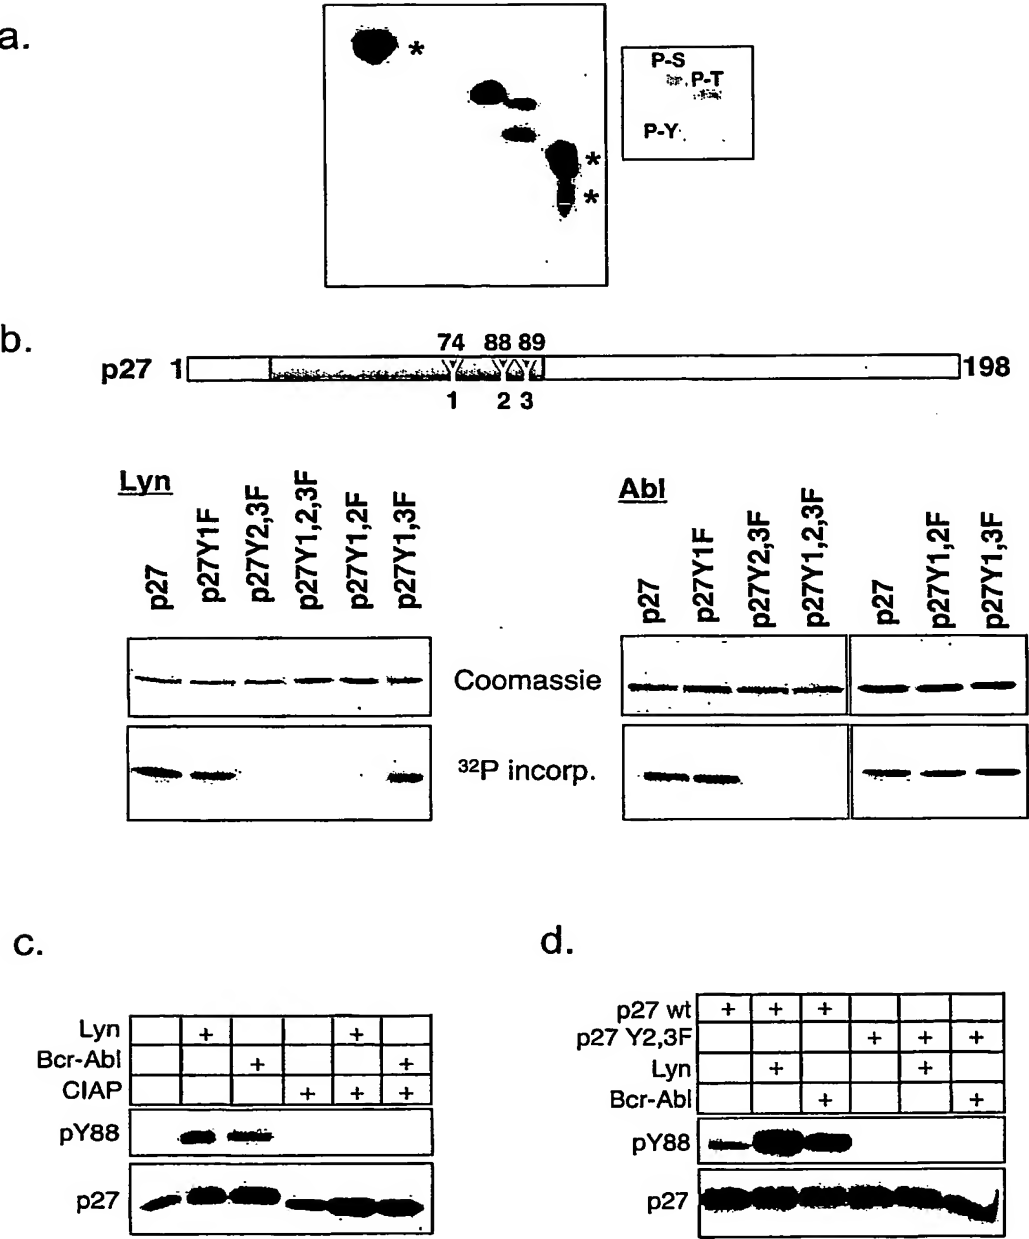 a.
*
P-S
P-T
*
P-Y
*
b.
74 88 89
p27 1 198
1 2 3
Lyn
p27 p27Y1F p27Y2,3F p27Y1,2,3F p27Y1,2F p27Y1,3F
Abl
p27 p27Y1F p27Y2,3F p27Y1,2,3F p27 p27Y1,2F p27Y1,3F
Coomassie
32P incorp.
c.
Lyn + +
Bcr-Abl + +
CIAP + + +
pY88
p27
d.
p27 wt + + +
p27 Y2,3F + + +
Lyn + +
Bcr-Abl + +
pY88
p27